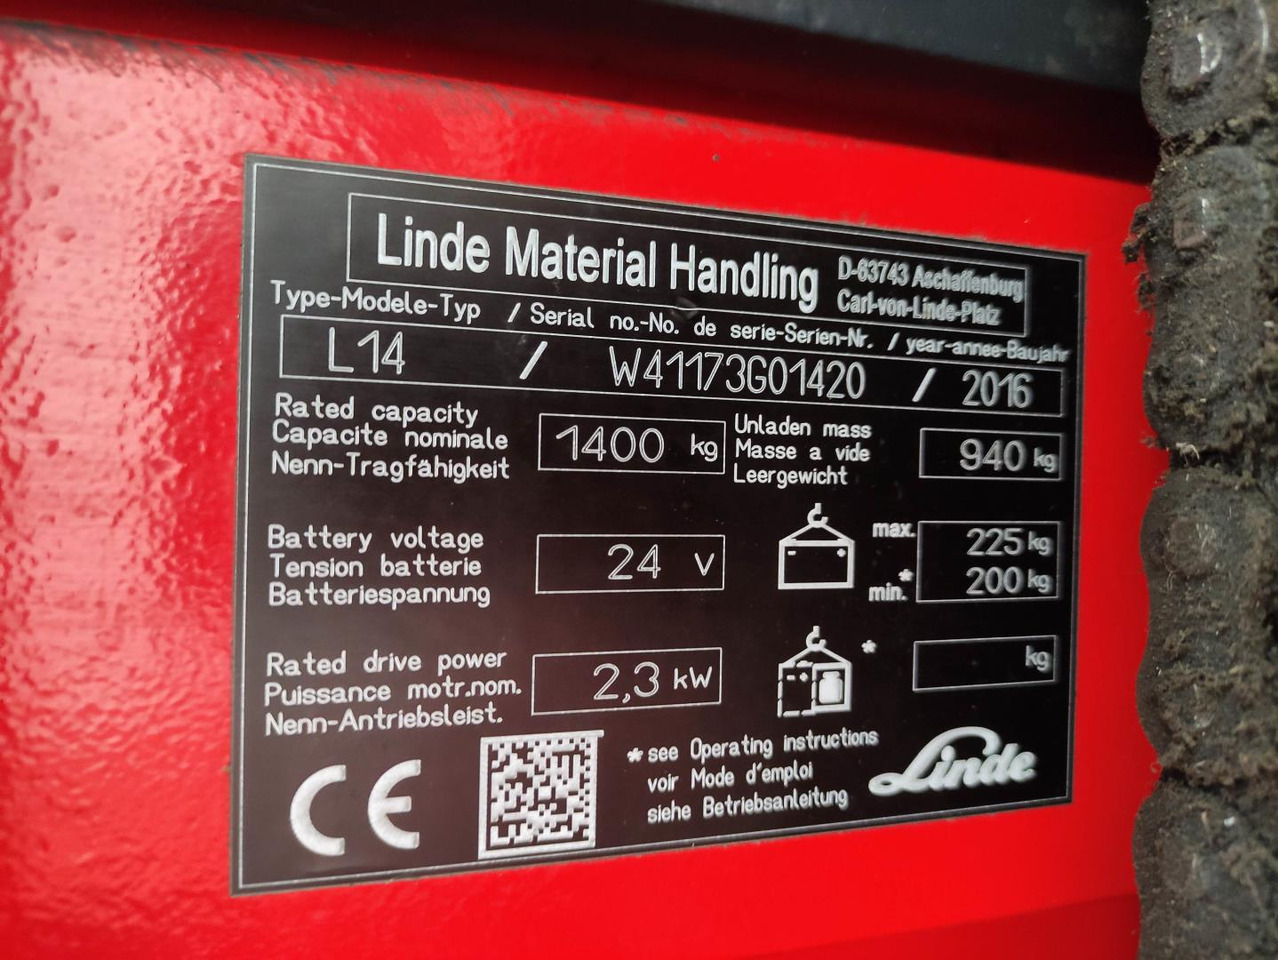 Linde Material Handling
D-63743 Aschaffenburg
Carl-von-Linde-Platz
Type-Modele-Typ / Serial no.-No. de serie-Serien-Nr. / year-annee-Baujahr
L14 / W41173G01420 / 2016
Rated capacity
Capacite nominale
Nenn-Tragfähigkeit
1400 kg
Unladen mass
Masse a vide
Leergewicht
940 kg
Battery voltage
Tension batterie
Batteriespannung
24 V
max. 225 kg
min.* 200 kg
Rated drive power
Puissance motr.nom.
Nenn-Antriebsleist.
2,3 kW
* kg
CE
* see Operating instructions
voir Mode d'emploi
siehe Betriebsanleitung
Linde